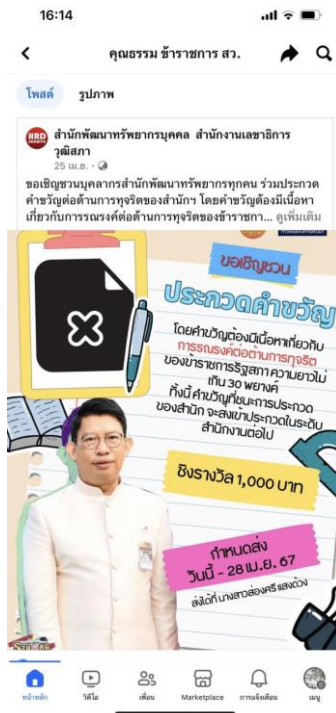 16:14
คุณธรรม ข้าราชการ สว.
โพสต์ รูปภาพ
HRD
สำนักพัฒนาทรัพยากรบุคคล สำนักงานเลขาธิการ
วุฒิสภา
25 เม.ย.
ขอเชิญชวนบุคลากรสำนักพัฒนาทรัพยากรทุกคน ร่วมประกวด
คำขวัญต่อต้านการทุจริตของสำนักฯ โดยคำขวัญต้องมีเนื้อหา
เกี่ยวกับการรณรงค์ต่อต้านการทุจริตของข้าราชกา... ดูเพิ่มเติม
ขอเชิญชวน
ประกวดคำขวัญ
โดยคำขวัญต้องมีเนื้อหาเกี่ยวกับ
การรณรงค์ต่อต้านการทุจริต
ของข้าราชการรัฐสภา ความยาวไม่
เกิน 30 พยางค์
ทั้งนี้ คำขวัญที่ชนะการประกวด
ของสำนัก จะส่งเข้าประกวดในระดับ
สำนักงานต่อไป
ชิงรางวัล 1,000 บาท
กำหนดส่ง
วันนี้ - 28 เม.ย. 67
ส่งได้ที่ นางสาวส่องศรี แสงด้วง
หน้าหลัก วิดีโอ เพื่อน Marketplace การแจ้งเตือน เมนู